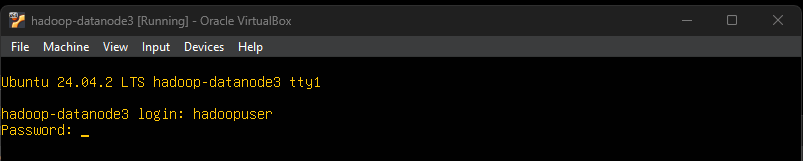 hadoop-datanode3 [Running] - Oracle VirtualBox
File Machine View Input Devices Help
Ubuntu 24.04.2 LTS hadoop-datanode3 tty1
hadoop-datanode3 login: hadoopuser
Password: _